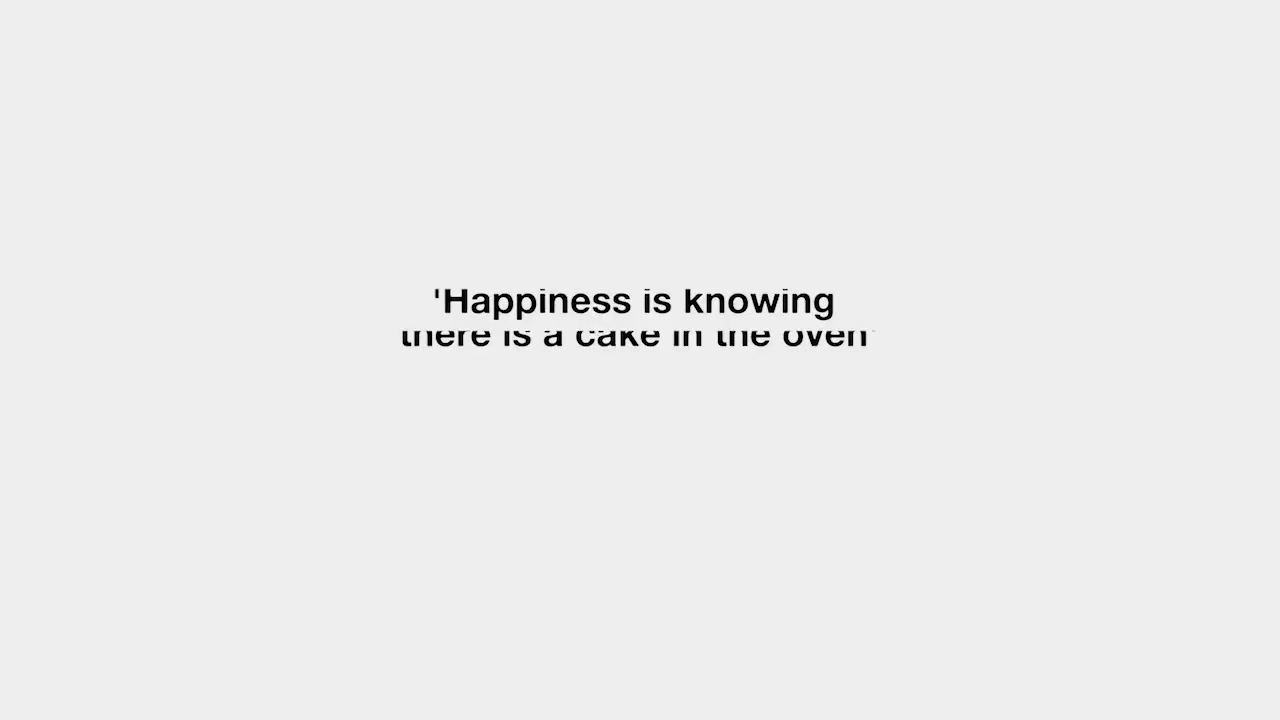 'Happiness is knowing
there is a cake in the oven'